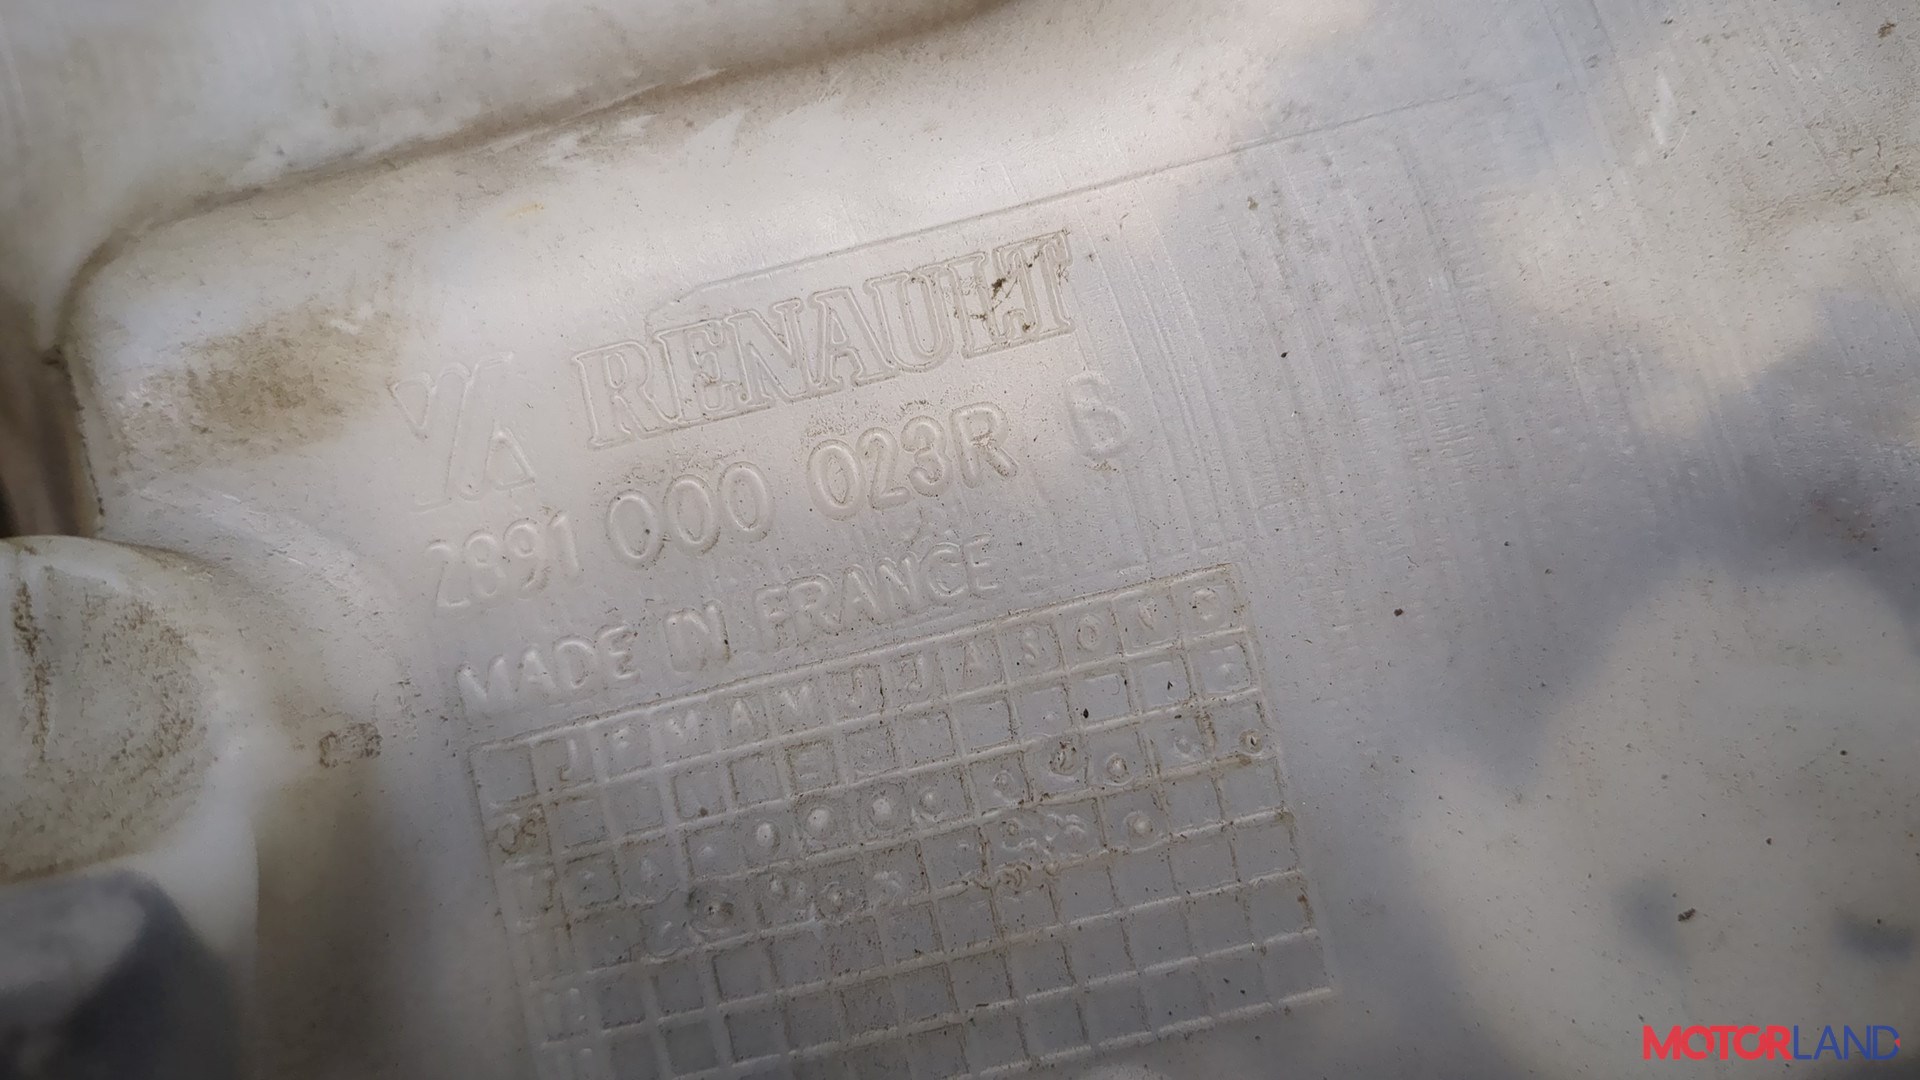 RENAULT
2891 000 023R B
MADE IN FRANCE
J F M A M J J A S O N D
MOTORLAND